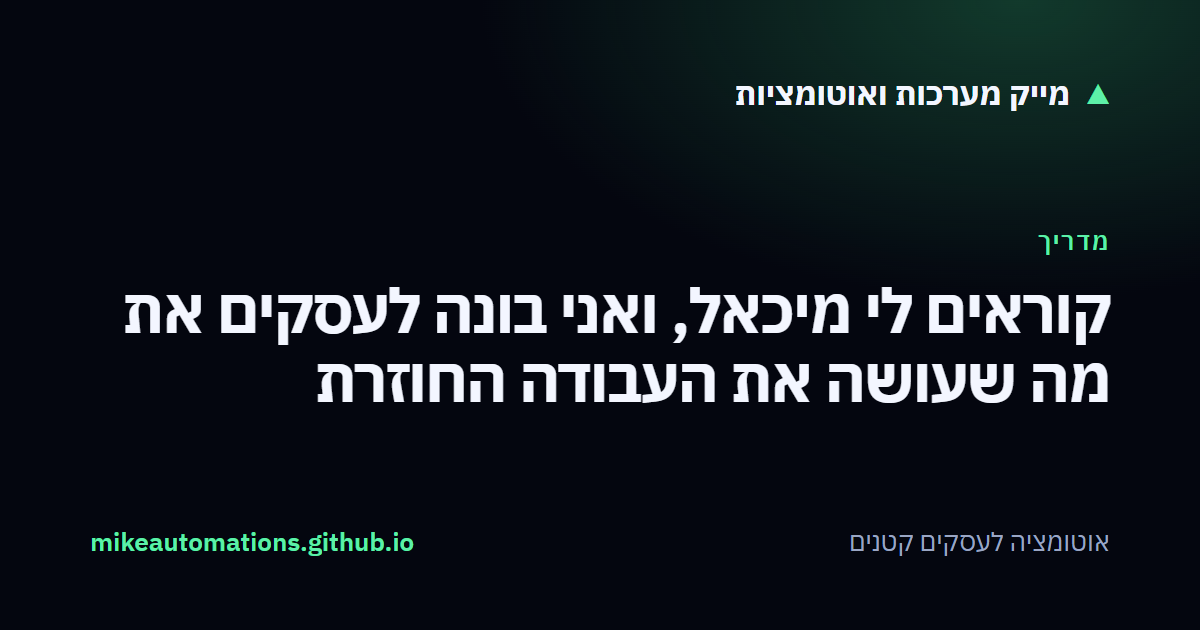 מייק מערכות ואוטומציות
מדריך
קוראים לי מיכאל, ואני בונה לעסקים את
מה שעושה את העבודה החוזרת
אוטומציה לעסקים קטנים
mikeautomations.github.io